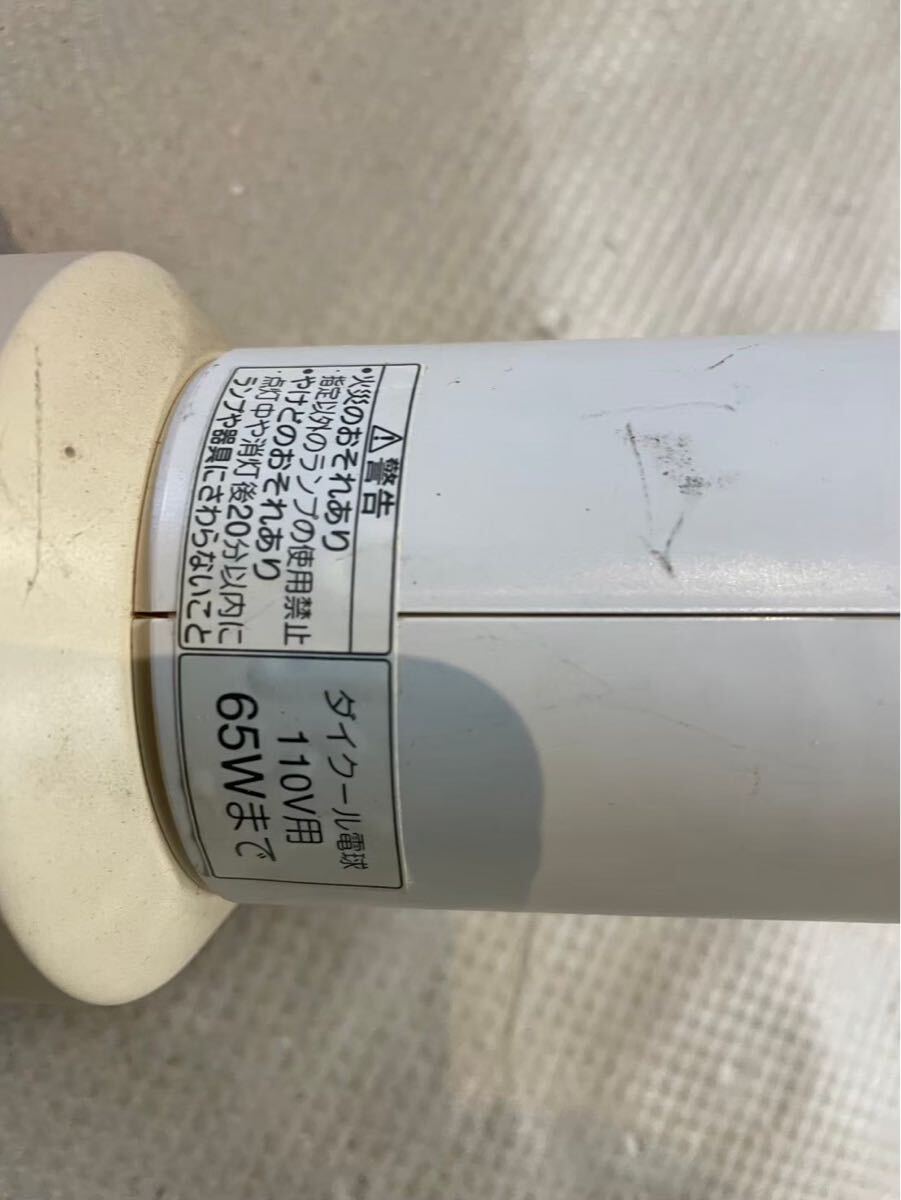 ⚠警告
・火災のおそれあり
指定以外のランプの使用禁止
・やけどのおそれあり
点灯中や消灯後20分以内に
ランプや器具にさわらないこと
ダイクール電球
110V用
65Wまで